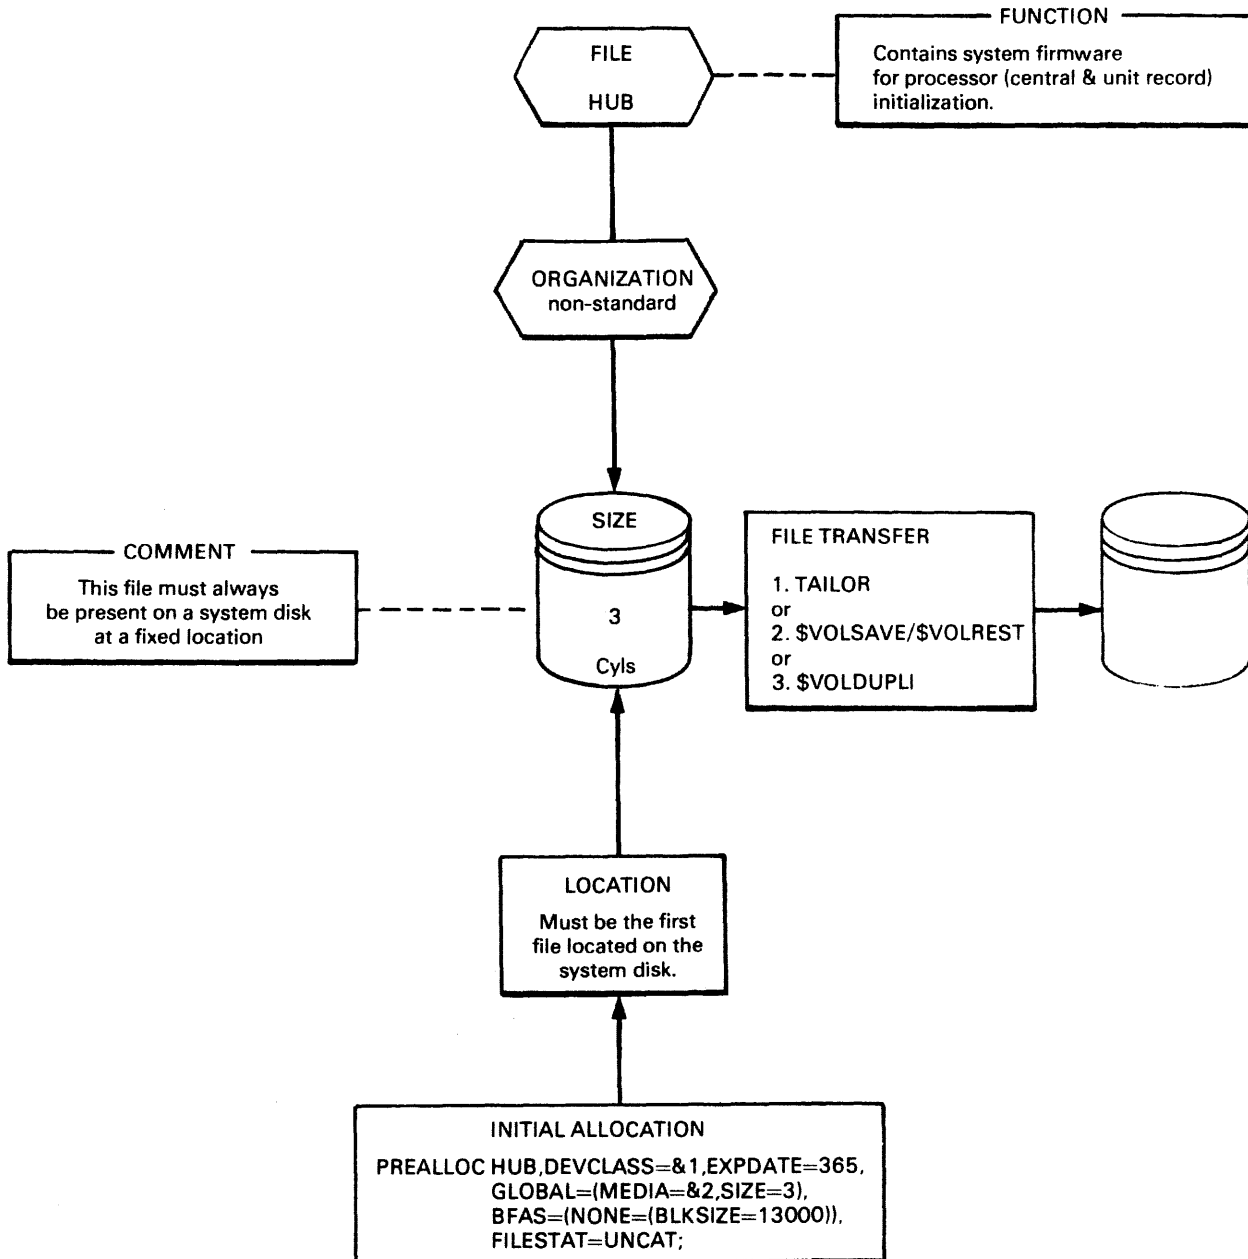 FILE
HUB
FUNCTION
Contains system firmware
for processor (central & unit record)
initialization.
ORGANIZATION
non-standard
COMMENT
This file must always
be present on a system disk
at a fixed location
SIZE
3
Cyls
FILE TRANSFER
1. TAILOR
or
2. $VOLSAVE/$VOLREST
or
3. $VOLDUPLI
LOCATION
Must be the first
file located on the
system disk.
INITIAL ALLOCATION
PREALLOC HUB,DEVCLASS=&1,EXPDATE=365,
GLOBAL=(MEDIA=&2,SIZE=3),
BFAS=(NONE=(BLKSIZE=13000)),
FILESTAT=UNCAT;